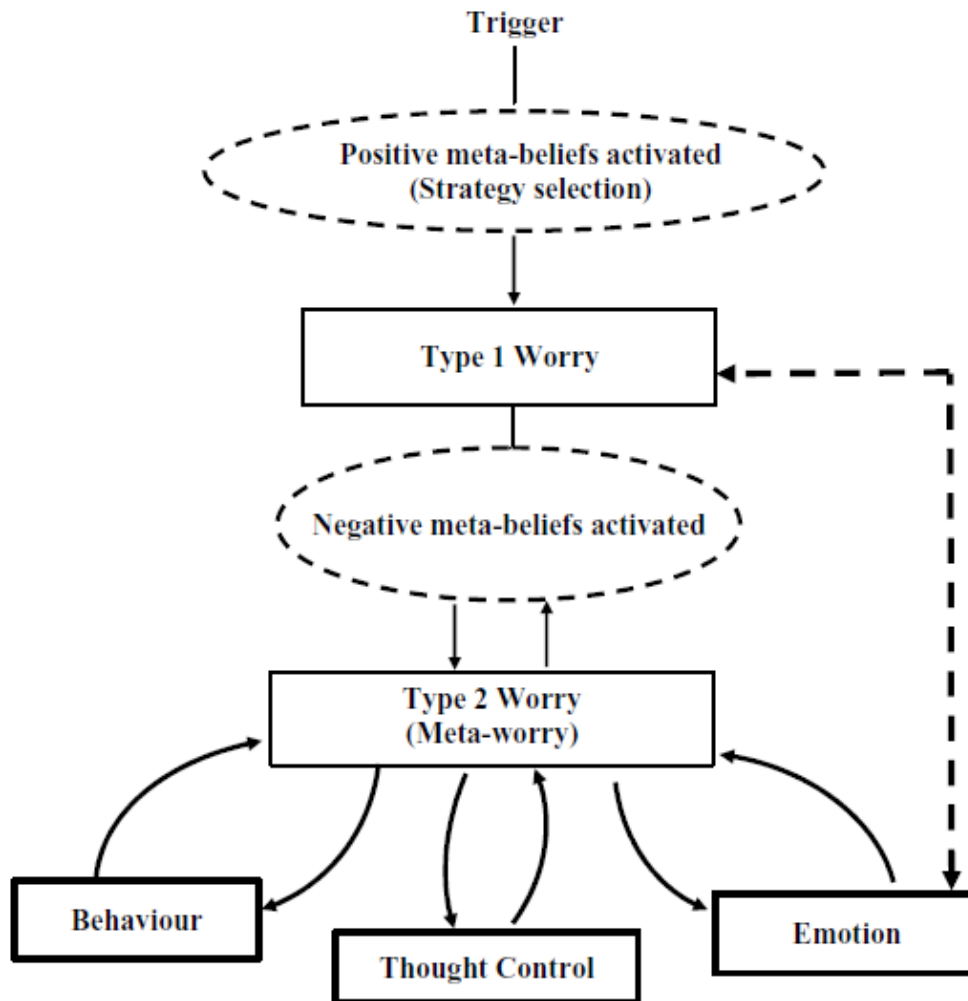 Trigger
Positive meta-beliefs activated
(Strategy selection)
Type 1 Worry
Negative meta-beliefs activated
Type 2 Worry
(Meta-worry)
Behaviour
Thought Control
Emotion